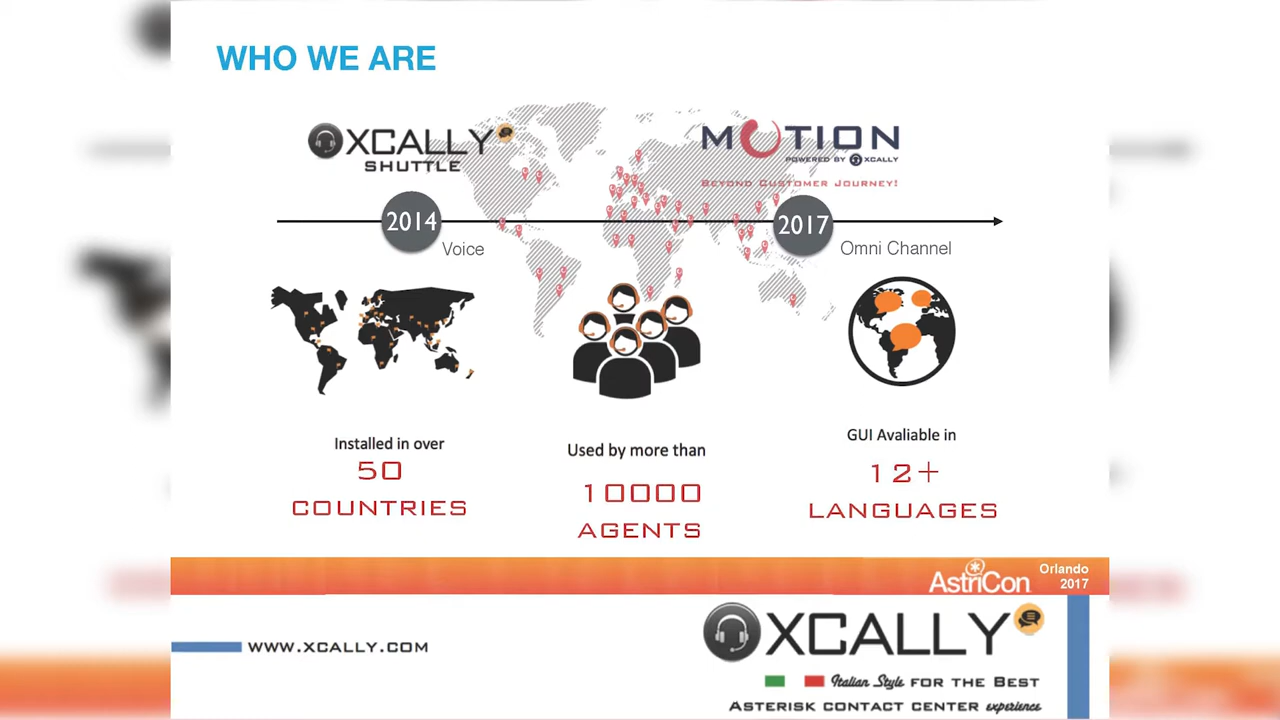 WHO WE ARE
XCALLY
SHUTTLE
MOTION
POWERED BY XCALLY
BEYOND CUSTOMER JOURNEY!
2014
Voice
2017
Omni Channel
Installed in over
50
COUNTRIES
Used by more than
10000
AGENTS
GUI Avaliable in
12+
LANGUAGES
AstriCon
Orlando
2017
WWW.XCALLY.COM
XCALLY
Italian Style FOR THE BEST
ASTERISK CONTACT CENTER experience